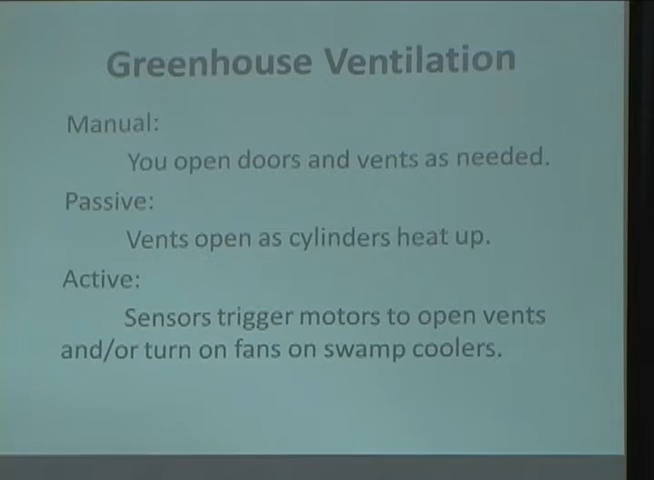 Greenhouse Ventilation
Manual:
You open doors and vents as needed.
Passive:
Vents open as cylinders heat up.
Active:
Sensors trigger motors to open vents
and/or turn on fans on swamp coolers.